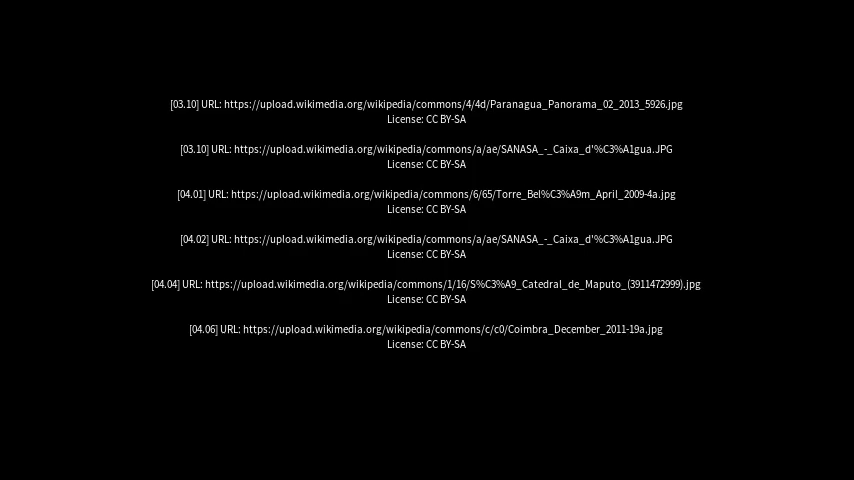 [03.10] URL: https://upload.wikimedia.org/wikipedia/commons/4/4d/Paranagua_Panorama_02_2013_5926.jpg
License: CC BY-SA
[03.10] URL: https://upload.wikimedia.org/wikipedia/commons/a/ae/SANASA_-_Caixa_d'%C3%A1gua.JPG
License: CC BY-SA
[04.01] URL: https://upload.wikimedia.org/wikipedia/commons/6/65/Torre_Bel%C3%A9m_April_2009-4a.jpg
License: CC BY-SA
[04.02] URL: https://upload.wikimedia.org/wikipedia/commons/a/ae/SANASA_-_Caixa_d'%C3%A1gua.JPG
License: CC BY-SA
[04.04] URL: https://upload.wikimedia.org/wikipedia/commons/1/16/S%C3%A9_Catedral_de_Maputo_(3911472999).jpg
License: CC BY-SA
[04.06] URL: https://upload.wikimedia.org/wikipedia/commons/c/c0/Coimbra_December_2011-19a.jpg
License: CC BY-SA